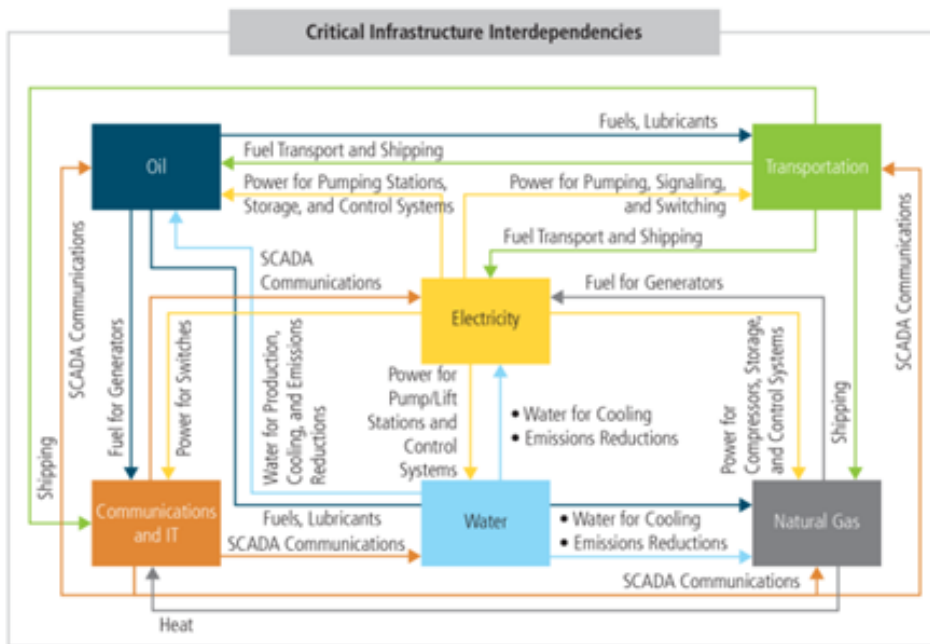 Critical Infrastructure Interdependencies
Fuels, Lubricants
Oil
Fuel Transport and Shipping
Transportation
Power for Pumping Stations,
Storage, and Control Systems
Power for Pumping, Signaling,
and Switching
Fuel Transport and Shipping
SCADA
Communications
Fuel for Generators
Electricity
SCADA Communications
Fuel for Generators
Power for Switches
Water for Production,
Cooling, and Emissions
Reductions
Power for
Pump/Lift
Stations and
Control
Systems
• Water for Cooling
• Emissions Reductions
Power for
Compressors, Storage,
and Control Systems
Shipping
SCADA Communications
Shipping
Communications
and IT
Fuels, Lubricants
SCADA Communications
Water
• Water for Cooling
• Emissions Reductions
Natural Gas
SCADA Communications
Heat